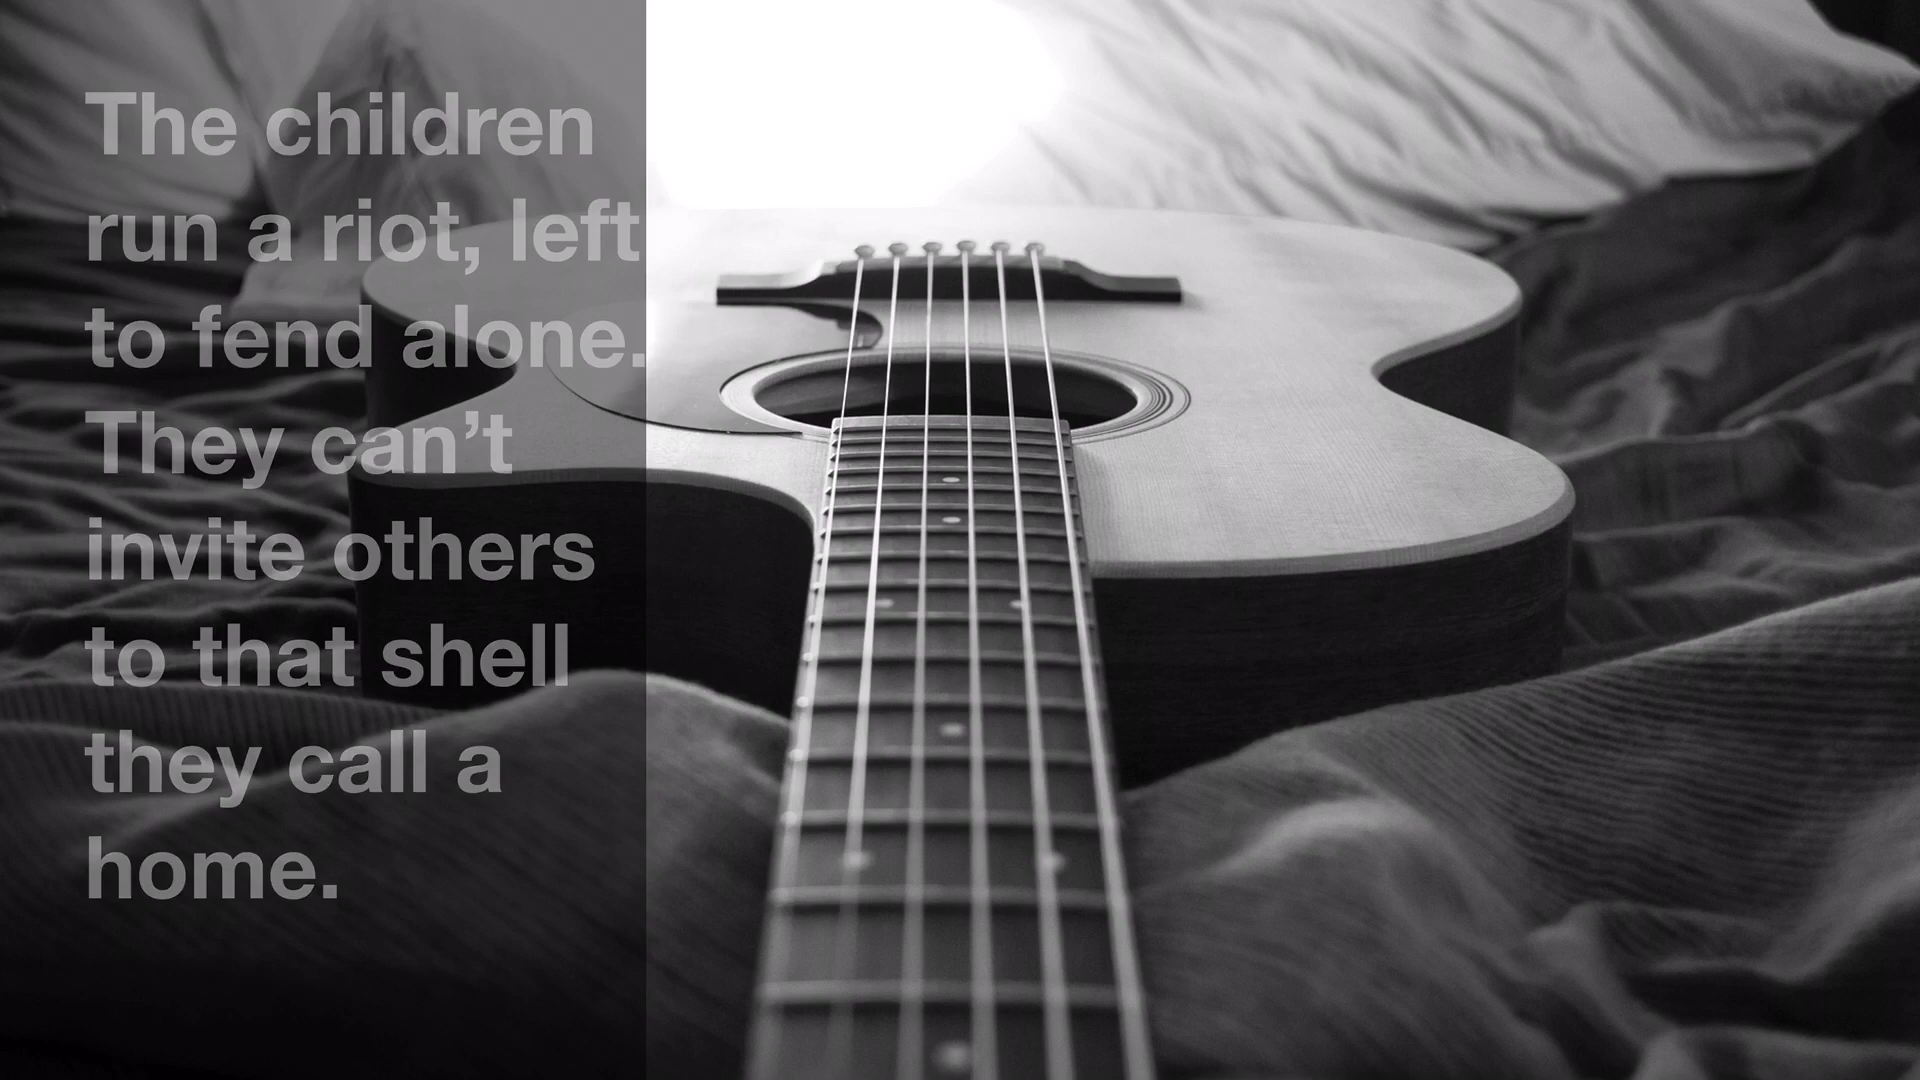 The children
run a riot, left
to fend alone.
They can’t
invite others
to that shell
they call a
home.